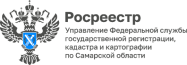 Росреестр
Управление Федеральной службы
государственной регистрации,
кадастра и картографии
по Самарской области